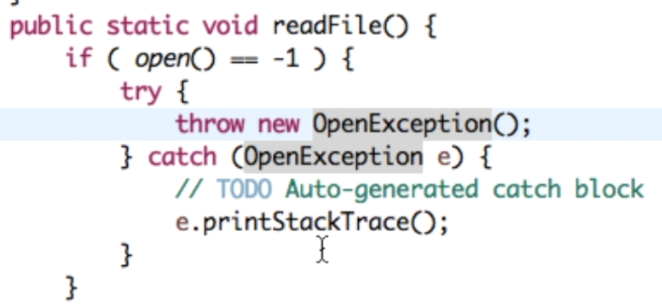 public static void readFile() {
if ( open() == -1 ) {
try {
throw new OpenException();
} catch (OpenException e) {
// TODO Auto-generated catch block
e.printStackTrace();
}
}